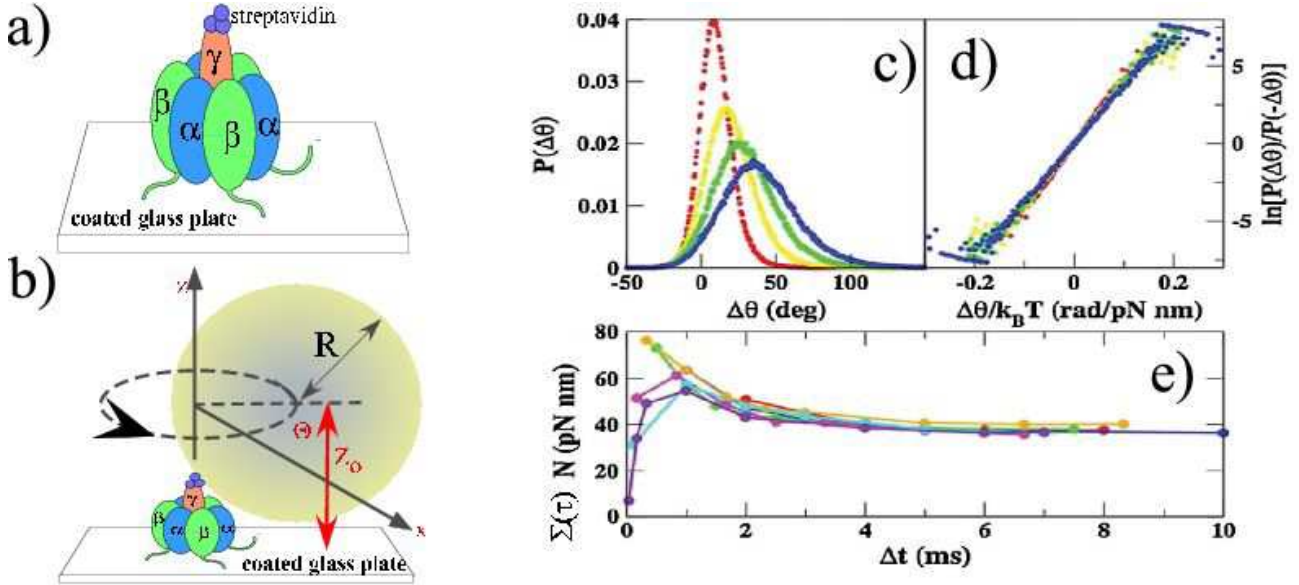 a)
streptavidin
γ
β
α
β
α
coated glass plate
b)
z
R
Θ
Z₀
x
γ
β
α
β
α
coated glass plate
c)
P(Δθ)
0.04
0.03
0.02
0.01
0
-50
0
50
100
Δθ (deg)
d)
5
0
-5
ln[P(Δθ)/P(-Δθ)]
-0.2
0
0.2
Δθ/k_BT (rad/pN nm)
e)
Σ(τ) N (pN nm)
80
60
40
20
0
0
2
4
6
8
10
Δt (ms)